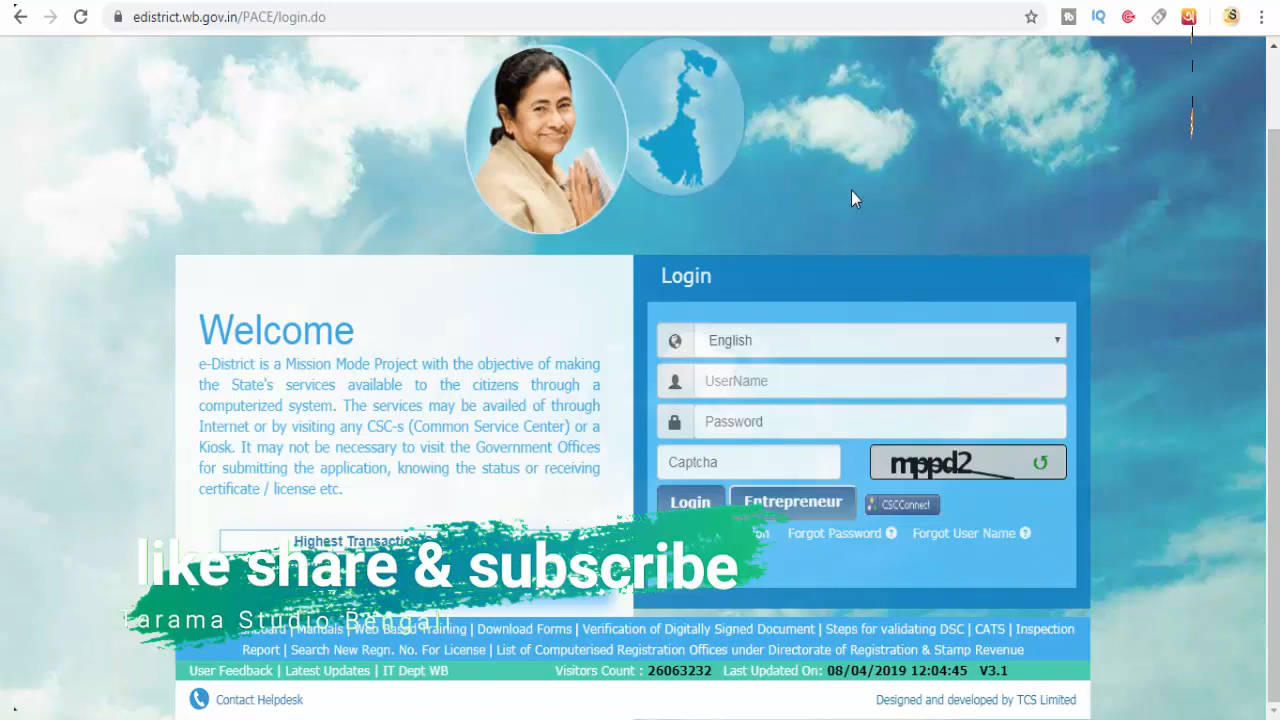 edistrict.wb.gov.in/PACE/login.do
Login
Welcome
e-District is a Mission Mode Project with the objective of making
the State's services available to the citizens through a
computerized system. The services may be availed of through
Internet or by visiting any CSC-s (Common Service Center) or a
Kiosk. It may not be necessary to visit the Government Offices
for submitting the application, knowing the status or receiving
certificate / license etc.
English
UserName
Password
Captcha
mppd2
Login Entrepreneur CSCConnect
Forgot Password Forgot User Name
Highest
like share & subscribe
Tarama Studio Bengali
| Manuals | Web Based Training | Download Forms | Verification of Digitally Signed Document | Steps for validating DSC | CATS | Inspection
Report | Search New Regn. No. For License | List of Computerised Registration Offices under Directorate of Registration & Stamp Revenue
User Feedback | Latest Updates | IT Dept WB Visitors Count : 26063232 Last Updated On: 08/04/2019 12:04:45 V3.1
Contact Helpdesk Designed and developed by TCS Limited